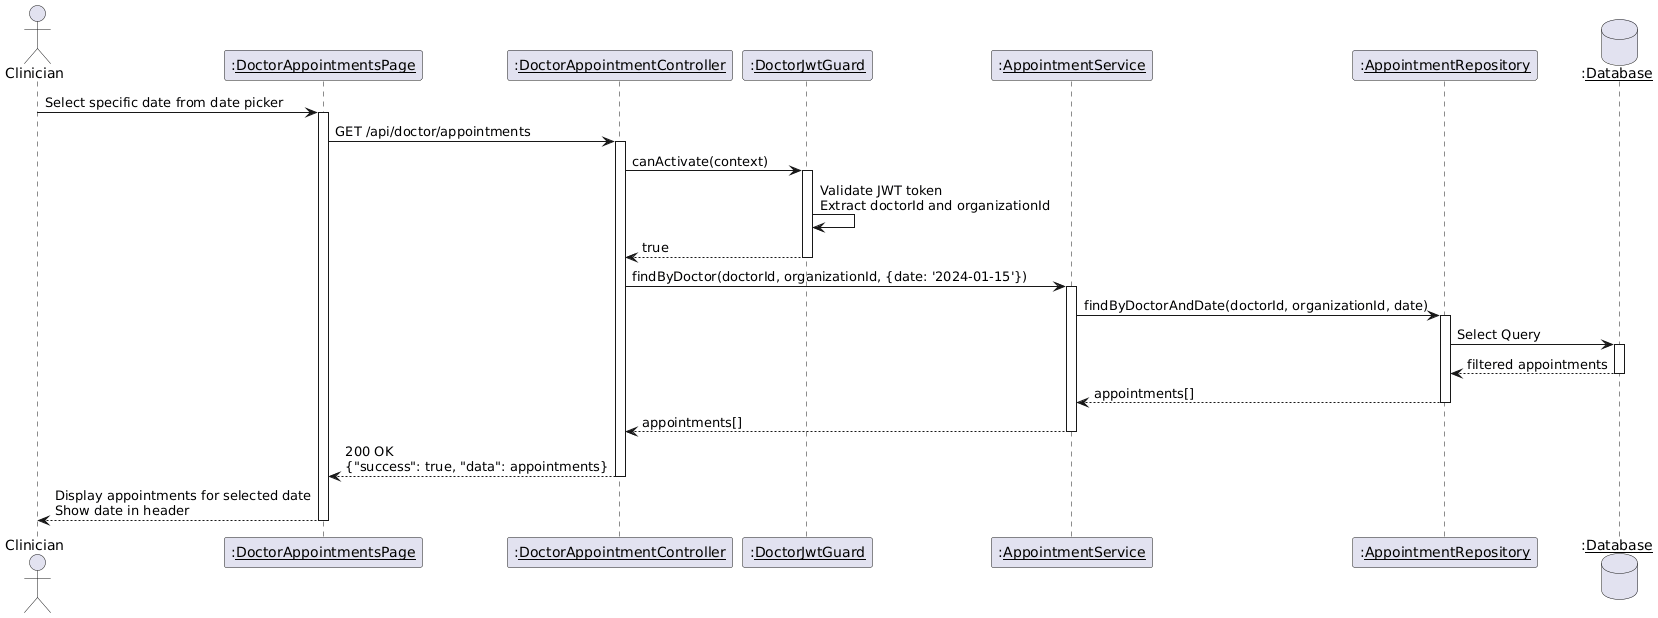 Clinician
:DoctorAppointmentsPage
:DoctorAppointmentController
:DoctorJwtGuard
:AppointmentService
:AppointmentRepository
:Database
Select specific date from date picker
GET /api/doctor/appointments
canActivate(context)
Validate JWT token
Extract doctorId and organizationId
true
findByDoctor(doctorId, organizationId, {date: '2024-01-15'})
findByDoctorAndDate(doctorId, organizationId, date)
Select Query
filtered appointments
appointments[]
appointments[]
200 OK
{"success": true, "data": appointments}
Display appointments for selected date
Show date in header
Clinician
:DoctorAppointmentsPage
:DoctorAppointmentController
:DoctorJwtGuard
:AppointmentService
:AppointmentRepository
:Database